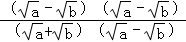 (√a − √b) (√a − √b)
(√a+√b) (√a − √b)